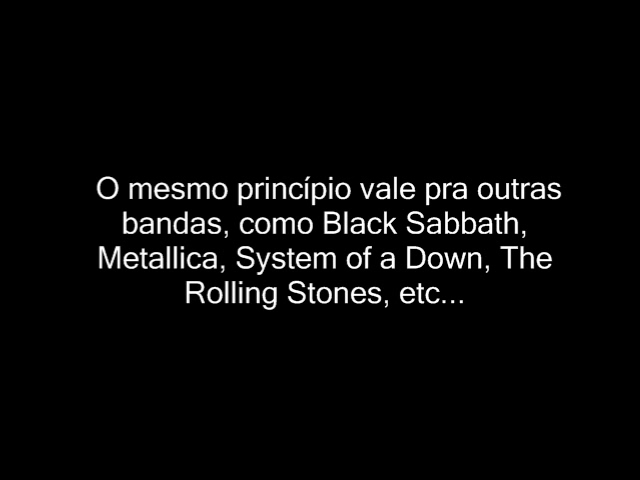 O mesmo princípio vale pra outras
bandas, como Black Sabbath,
Metallica, System of a Down, The
Rolling Stones, etc...